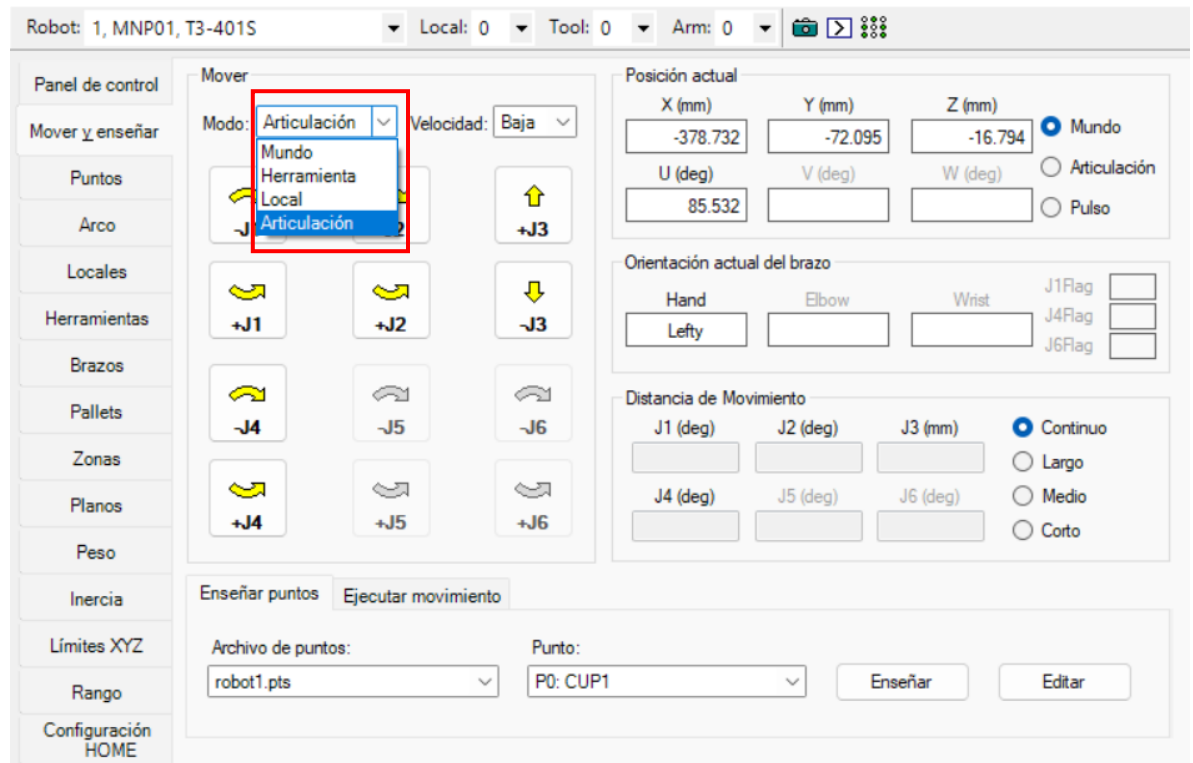 Robot: 1, MNP01, T3-401S Local: 0 Tool: 0 Arm: 0
Panel de control
Mover y enseñar
Puntos
Arco
Locales
Herramientas
Brazos
Pallets
Zonas
Planos
Peso
Inercia
Límites XYZ
Rango
Configuración
HOME
Mover
Modo: Articulación Velocidad: Baja
Mundo
Herramienta
Local
Articulación
+J3
+J1 +J2 -J3
-J4 -J5 -J6
+J4 +J5 +J6
Posición actual
X (mm) Y (mm) Z (mm)
-378.732 -72.095 -16.794
U (deg) V (deg) W (deg)
85.532
Mundo
Articulación
Pulso
Orientación actual del brazo
Hand Elbow Wrist
Lefty
J1Flag
J4Flag
J6Flag
Distancia de Movimiento
J1 (deg) J2 (deg) J3 (mm)
J4 (deg) J5 (deg) J6 (deg)
Continuo
Largo
Medio
Corto
Enseñar puntos Ejecutar movimiento
Archivo de puntos: Punto:
robot1.pts P0: CUP1 Enseñar Editar